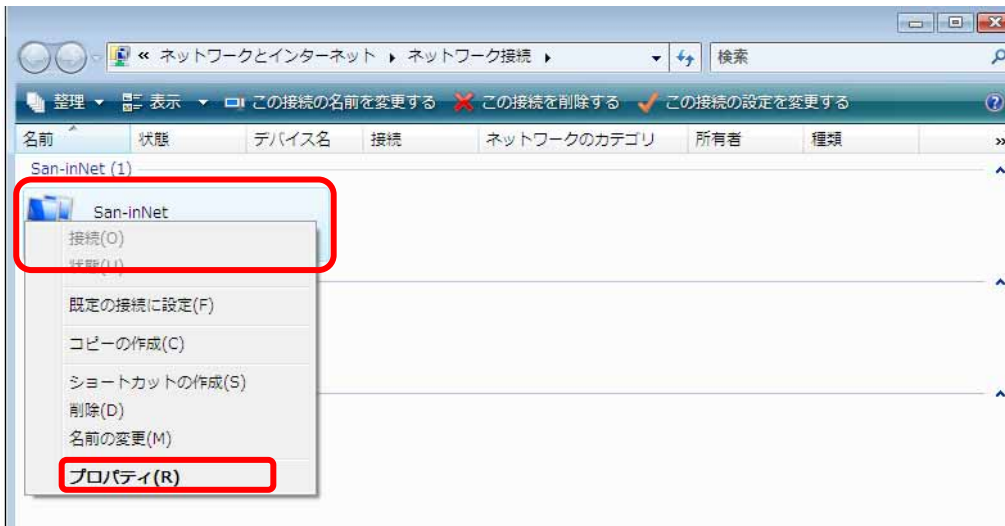 « ネットワークとインターネット ▸ ネットワーク接続 ▸ 検索
整理 表示 この接続の名前を変更する この接続を削除する この接続の設定を変更する
名前 状態 デバイス名 接続 ネットワークのカテゴリ 所有者 種類 »
San-inNet (1)
San-inNet
接続(O)
状態(U)
既定の接続に設定(F)
コピーの作成(C)
ショートカットの作成(S)
削除(D)
名前の変更(M)
プロパティ(R)